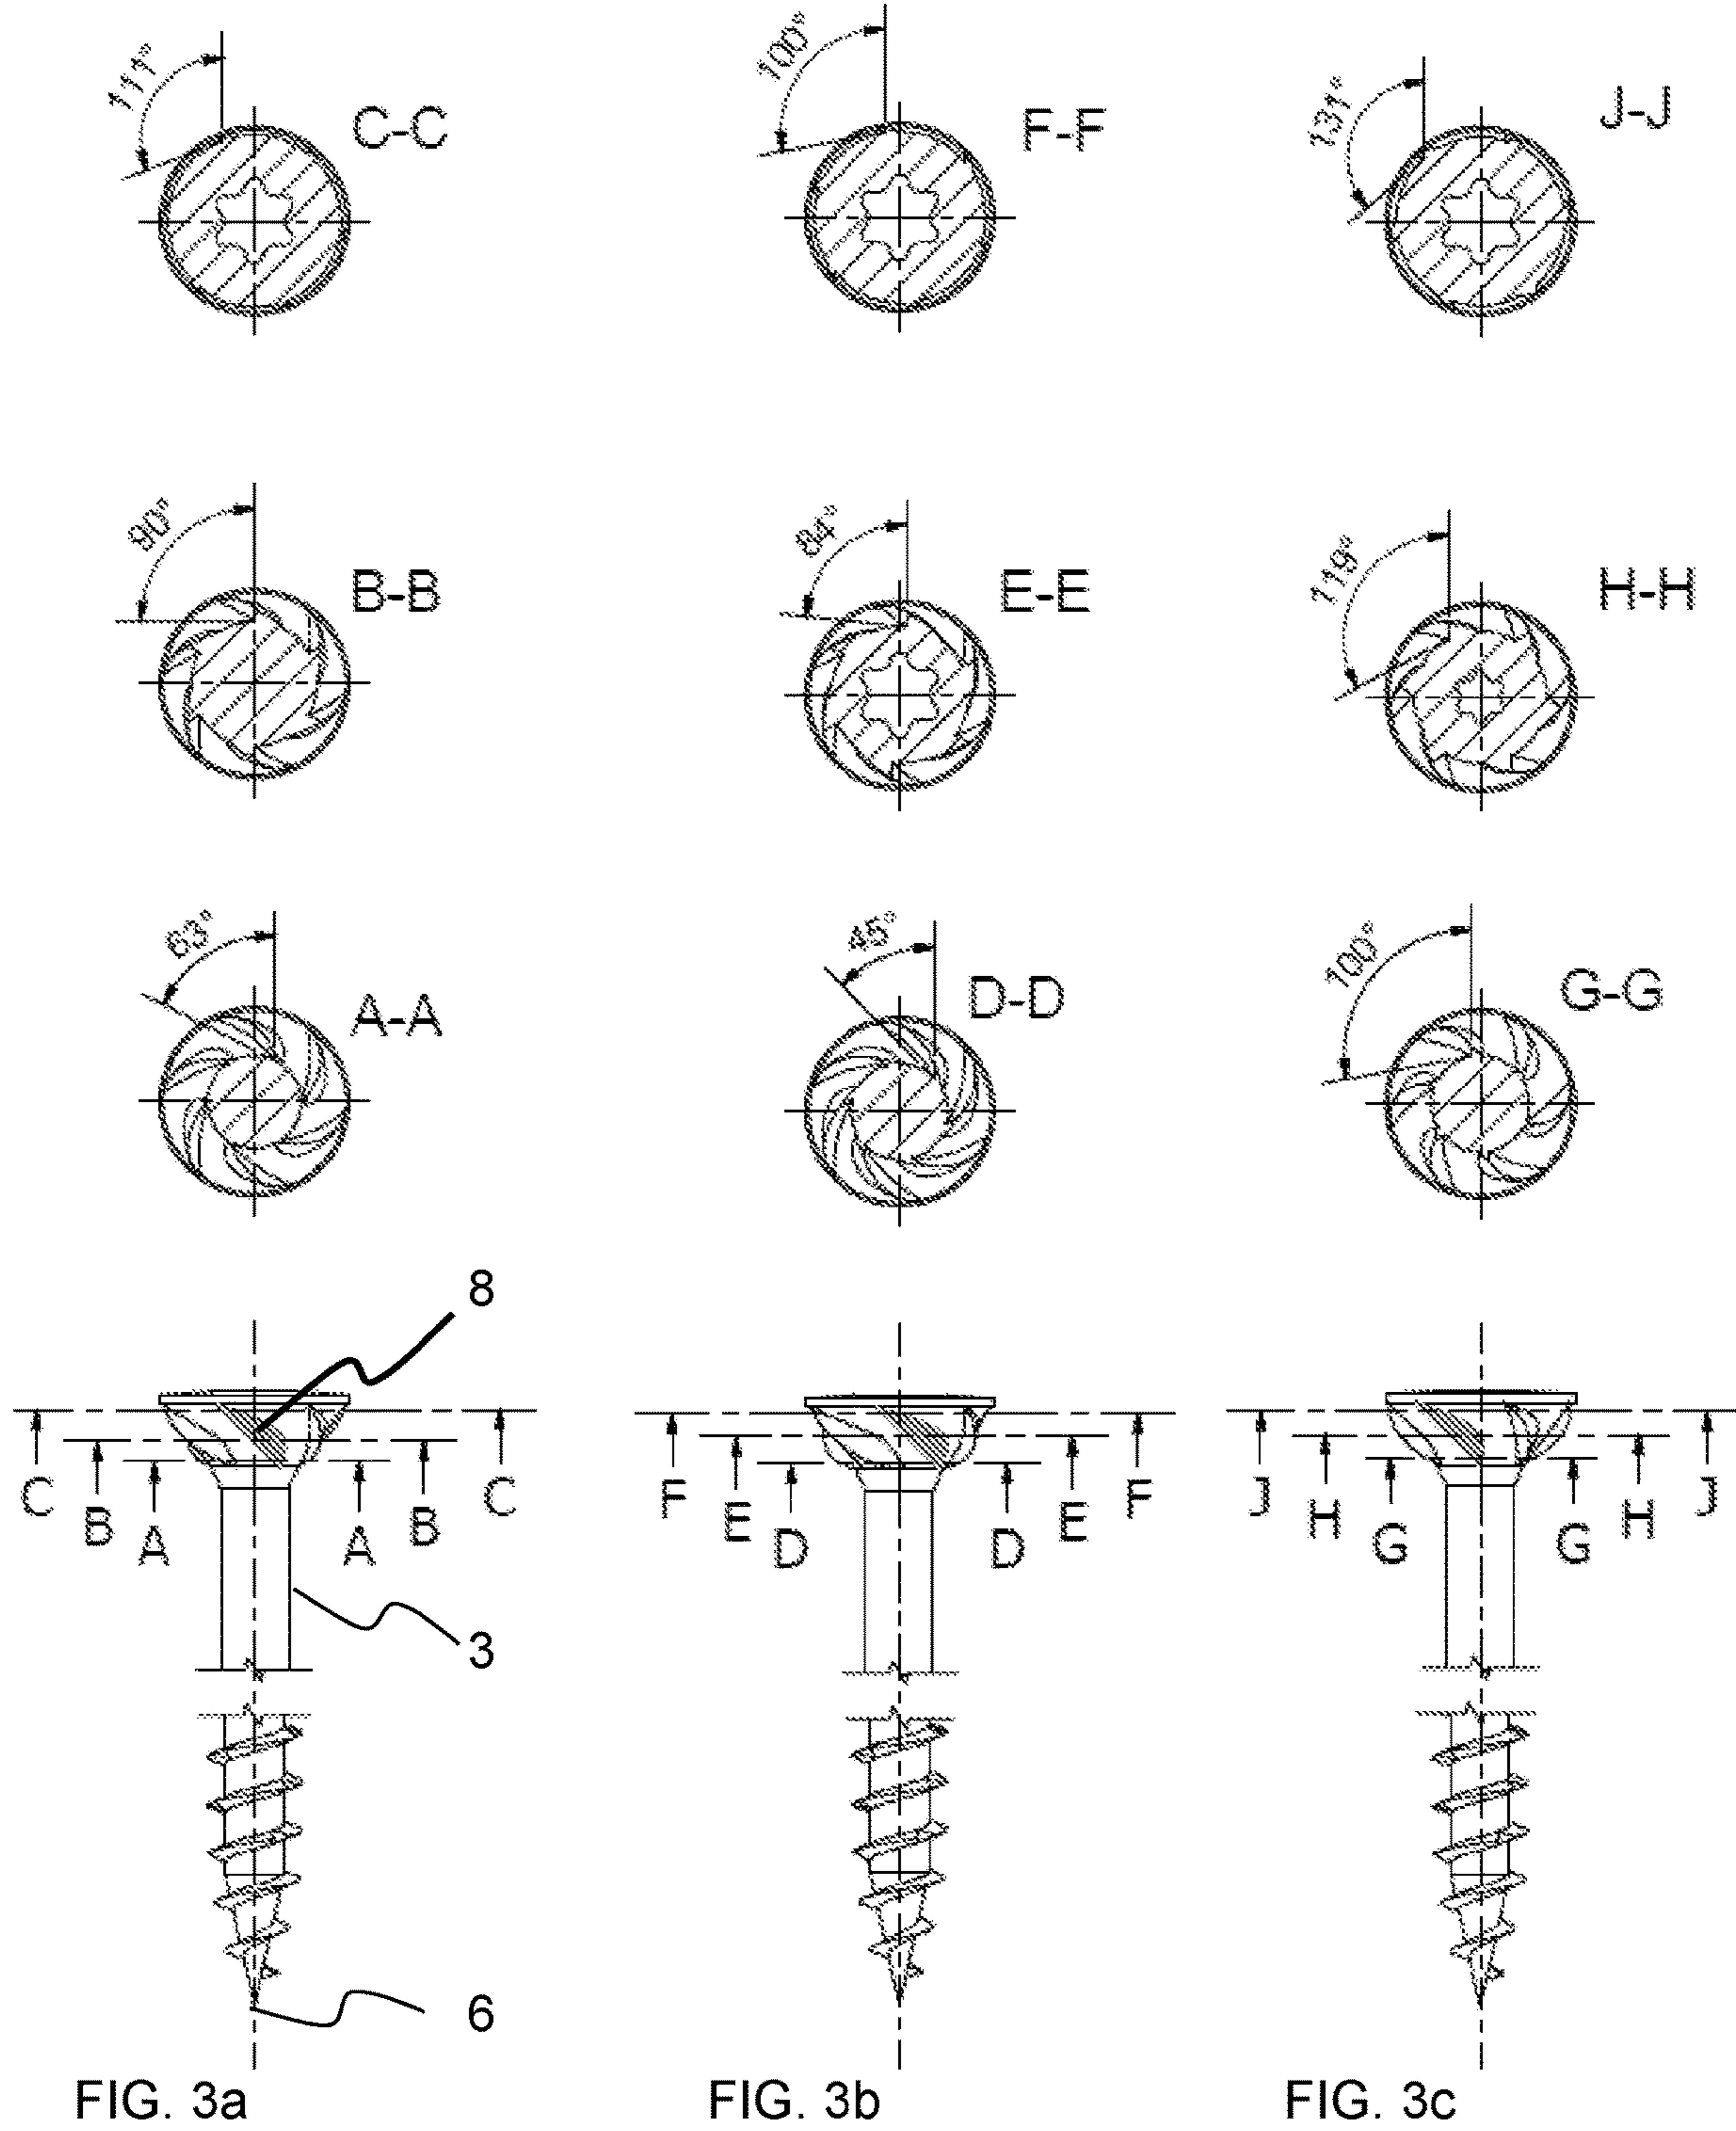 111°
C-C
100°
F-F
131°
J-J
90°
B-B
84°
E-E
119°
H-H
63°
A-A
45°
D-D
100°
G-G
8
C B A A B C
F E D D E F
J H G G H J
3
6
FIG. 3a FIG. 3b FIG. 3c